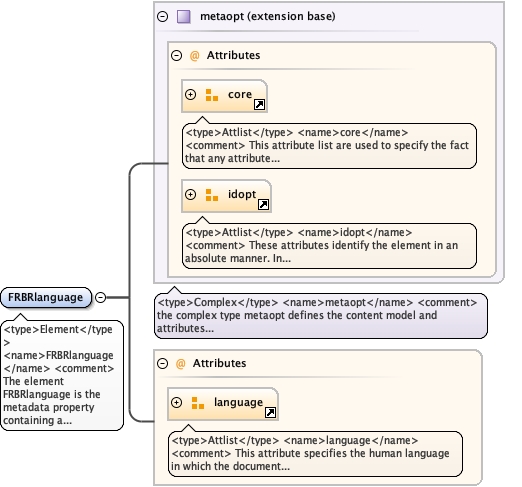 metaopt (extension base)
@ Attributes
core
<type>Attlist</type> <name>core</name>
<comment> This attribute list are used to specify the fact
that any attribute...
idopt
<type>Attlist</type> <name>idopt</name>
<comment> These attributes identify the element in an
absolute manner. In...
FRBRlanguage
<type>Element</type
>
<name>FRBRlanguage
</name> <comment>
The element
FRBRlanguage is the
metadata property
containing a...
<type>Complex</type> <name>metaopt</name> <comment>
the complex type metaopt defines the content model and
attributes...
@ Attributes
language
<type>Attlist</type> <name>language</name>
<comment> This attribute specifies the human language
in which the document...